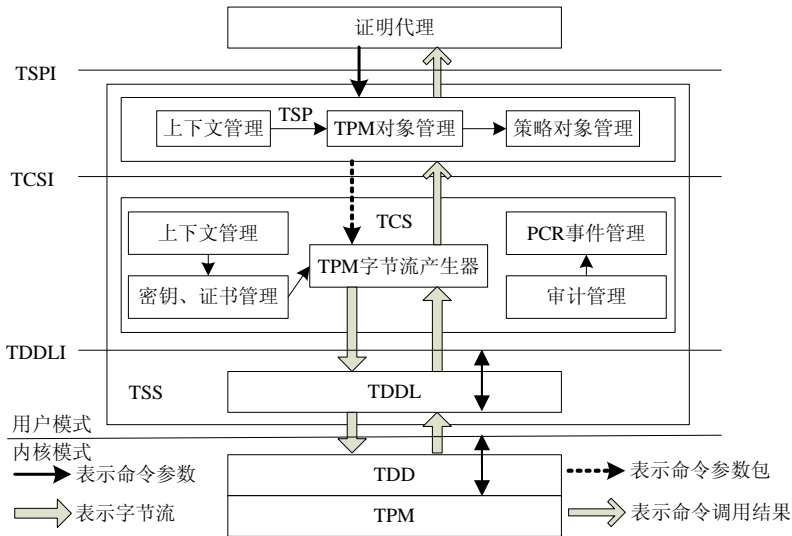 证明代理
TSPI
TSP
上下文管理
TPM对象管理
策略对象管理
TCSI
TCS
上下文管理
PCR事件管理
TPM字节流产生器
密钥、证书管理
审计管理
TDDLI
TSS
TDDL
用户模式
内核模式
TDD
表示命令参数
表示命令参数包
TPM
表示字节流
表示命令调用结果